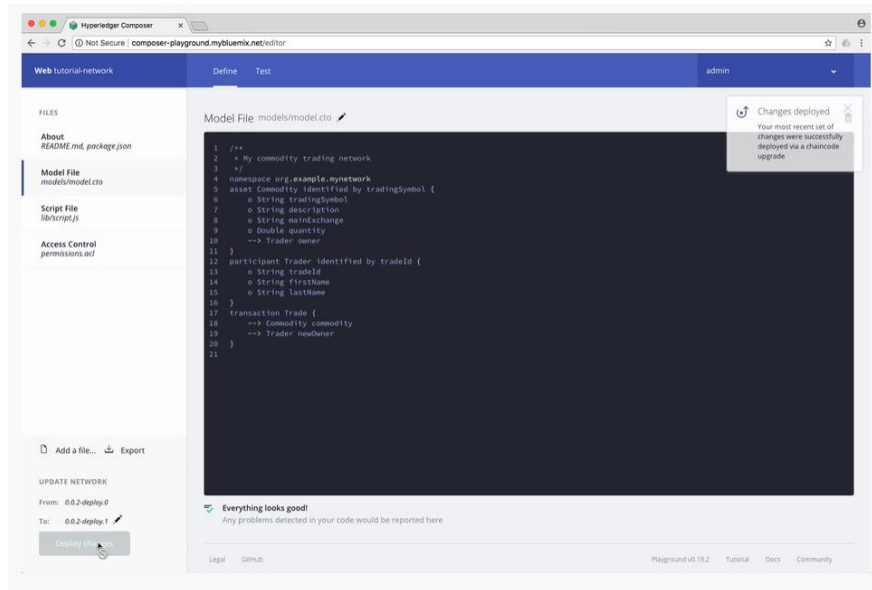 Hyperledger Composer
Not Secure | composer-playground.mybluemix.net/editor
Web tutorial-network
Define
Test
admin
FILES
About
README.md, package.json
Model File
models/model.cto
Script File
lib/script.js
Access Control
permissions.acl
Add a file...
Export
UPDATE NETWORK
From: 0.0.2-deploy.0
To: 0.0.2-deploy.1
Deploy changes
Model File models/model.cto
1 /**
2 * My commodity trading network
3 */
4 namespace org.example.mynetwork
5 asset Commodity identified by tradingSymbol {
6 o String tradingSymbol
7 o String description
8 o String mainExchange
9 o Double quantity
10 --> Trader owner
11 }
12 participant Trader identified by tradeId {
13 o String tradeId
14 o String firstName
15 o String lastName
16 }
17 transaction Trade {
18 --> Commodity commodity
19 --> Trader newOwner
20 }
21
Changes deployed
Your most recent set of
changes were successfully
deployed via a chaincode
upgrade
Everything looks good!
Any problems detected in your code would be reported here
Legal
GitHub
Playground v0.19.2
Tutorial
Docs
Community